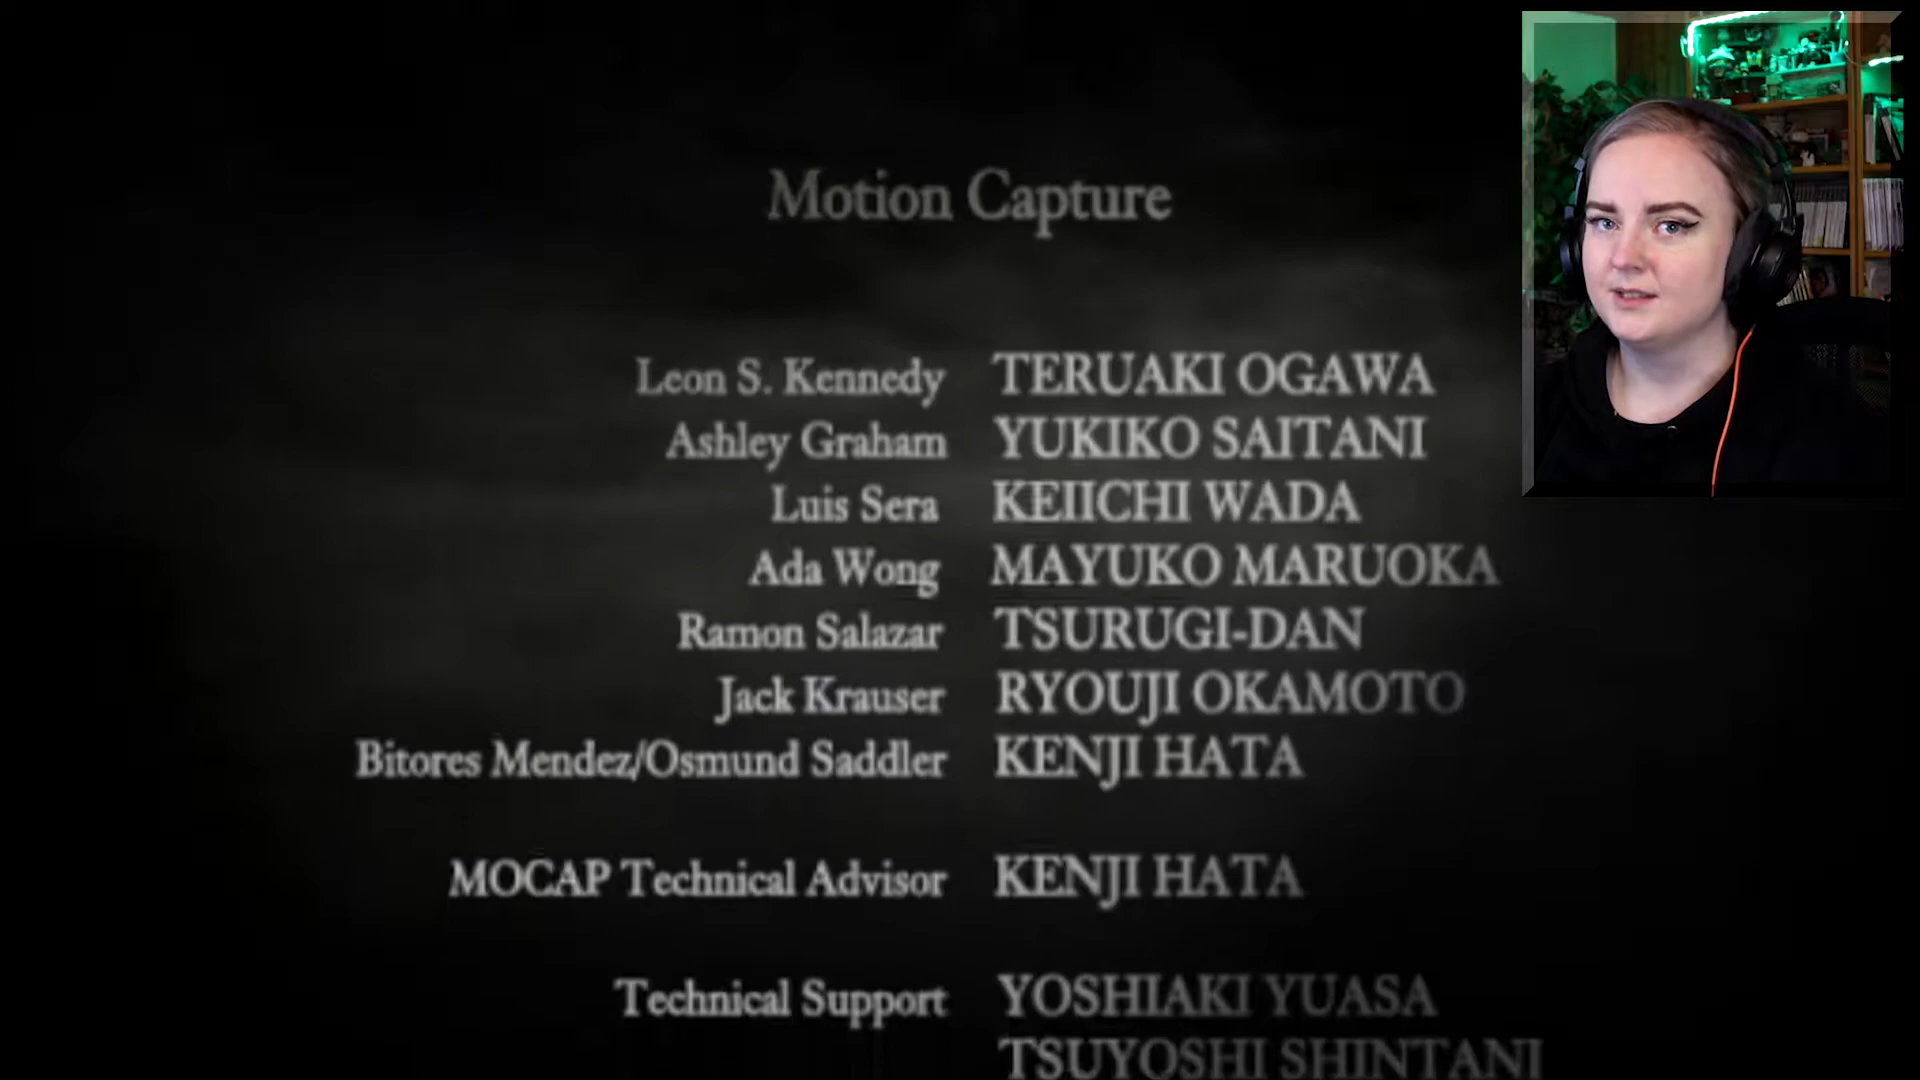 Motion Capture
Leon S. Kennedy TERUAKI OGAWA
Ashley Graham YUKIKO SAITANI
Luis Sera KEIICHI WADA
Ada Wong MAYUKO MARUOKA
Ramon Salazar TSURUGI-DAN
Jack Krauser RYOUJI OKAMOTO
Bitores Mendez/Osmund Saddler KENJI HATA
MOCAP Technical Advisor KENJI HATA
Technical Support YOSHIAKI YUASA
TSUYOSHI SHINTANI